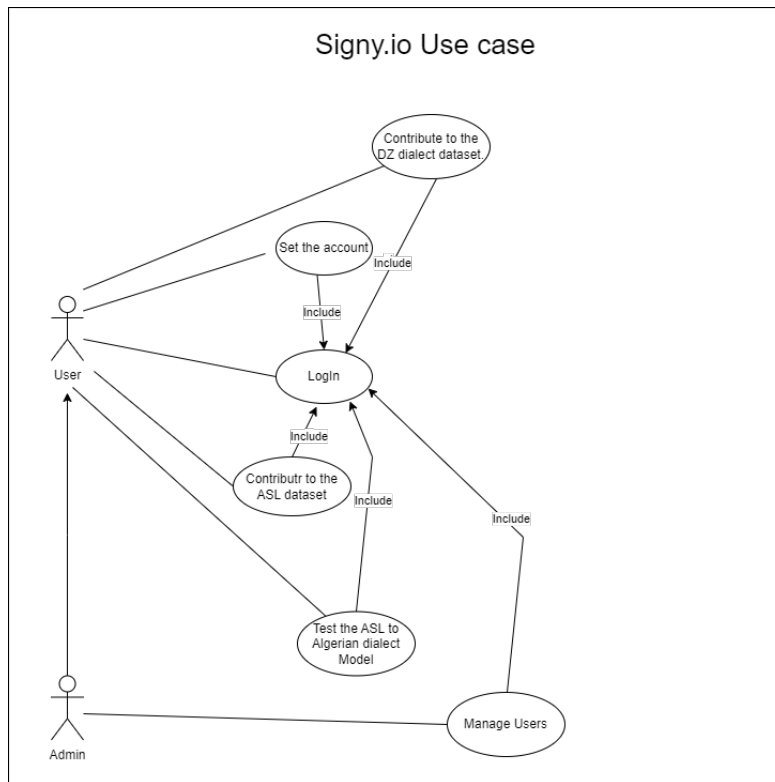 Signy.io Use case
Contribute to the
DZ dialect dataset.
Set the account
Include
Include
User
LogIn
Include
Contributr to the
ASL dataset
Include
Include
Test the ASL to
Algerian dialect
Model
Manage Users
Admin